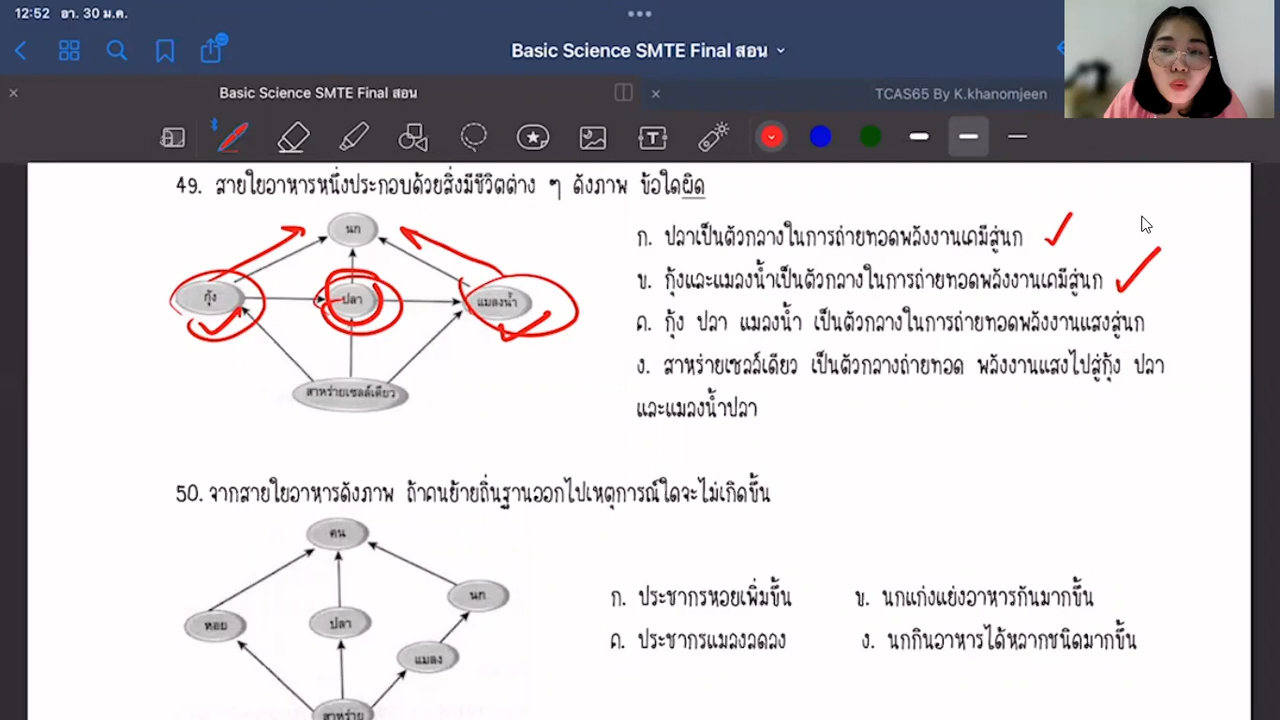 12:52 อา. 30 ม.ค.
Basic Science SMTE Final สอน
Basic Science SMTE Final สอน
TCAS65 By K.khanomjeen
49. สายใยอาหารหนึ่งประกอบด้วยสิ่งมีชีวิตต่าง ๆ ดังภาพ ข้อใดผิด
นก
กุ้ง
ปลา
แมลงน้ำ
สาหร่ายเซลล์เดียว
ก. ปลาเป็นตัวกลางในการถ่ายทอดพลังงานเคมีสู่นก
ข. กุ้งและแมลงน้ำเป็นตัวกลางในการถ่ายทอดพลังงานเคมีสู่นก
ค. กุ้ง ปลา แมลงน้ำ เป็นตัวกลางในการถ่ายทอดพลังงานแสงสู่นก
ง. สาหร่ายเซลล์เดียว เป็นตัวกลางถ่ายทอด พลังงานแสงไปสู่กุ้ง ปลา
และแมลงน้ำปลา
50. จากสายใยอาหารดังภาพ ถ้าคนย้ายถิ่นฐานออกไปเหตุการณ์ใดจะไม่เกิดขึ้น
คน
นก
หอย
ปลา
แมลง
สาหร่าย
ก. ประชากรหอยเพิ่มขึ้น
ข. นกแก่งแย่งอาหารกันมากขึ้น
ค. ประชากรแมลงลดลง
ง. นกกินอาหารได้หลากชนิดมากขึ้น